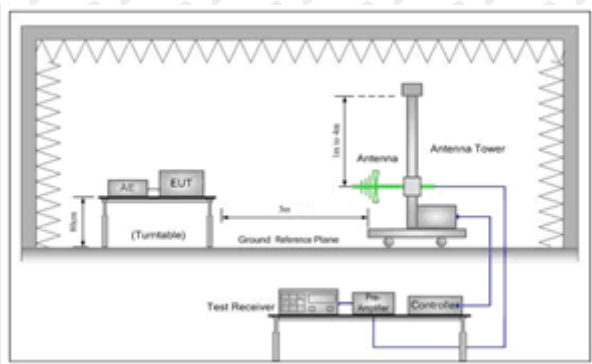 1m to 4m
Antenna
Antenna Tower
AE
EUT
3m
80cm
(Turntable)
Ground Reference Plane
Test Receiver
Pre-
Amplifier
Controller